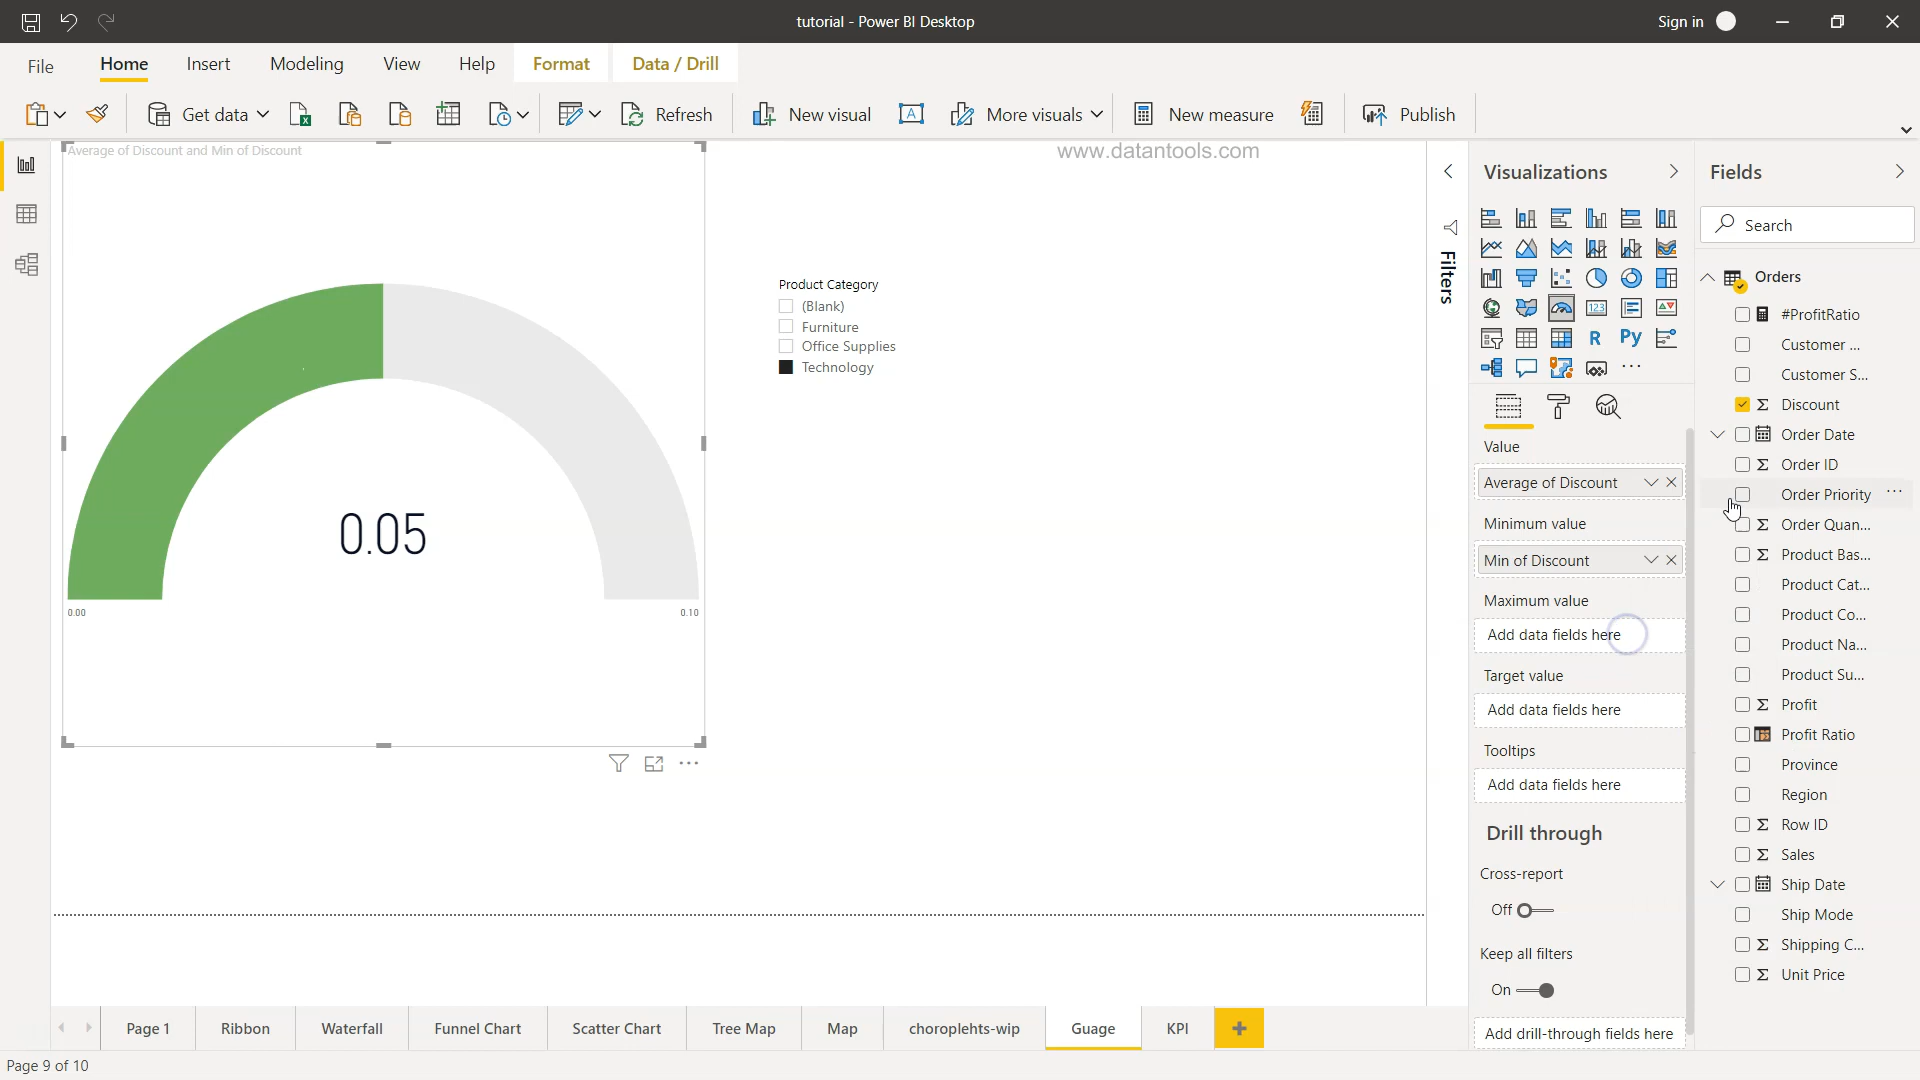 tutorial - Power BI Desktop
Sign in
File
Home
Insert
Modeling
View
Help
Format
Data / Drill
Get data
Refresh
New visual
A
More visuals
New measure
Publish
Average of Discount and Min of Discount
www.datantools.com
0.05
0.00
0.10
Product Category
(Blank)
Furniture
Office Supplies
Technology
Filters
Visualizations
123
R
Py
Value
Average of Discount
Minimum value
Min of Discount
Maximum value
Add data fields here
Target value
Add data fields here
Tooltips
Add data fields here
Drill through
Cross-report
Off
Keep all filters
On
Add drill-through fields here
Fields
Search
Orders
#ProfitRatio
Customer ...
Customer S...
Discount
Order Date
Order ID
Order Priority
Order Quan...
Product Bas...
Product Cat...
Product Co...
Product Na...
Product Su...
Profit
Profit Ratio
Province
Region
Row ID
Sales
Ship Date
Ship Mode
Shipping C...
Unit Price
Page 1
Ribbon
Waterfall
Funnel Chart
Scatter Chart
Tree Map
Map
choroplehts-wip
Guage
KPI
Page 9 of 10